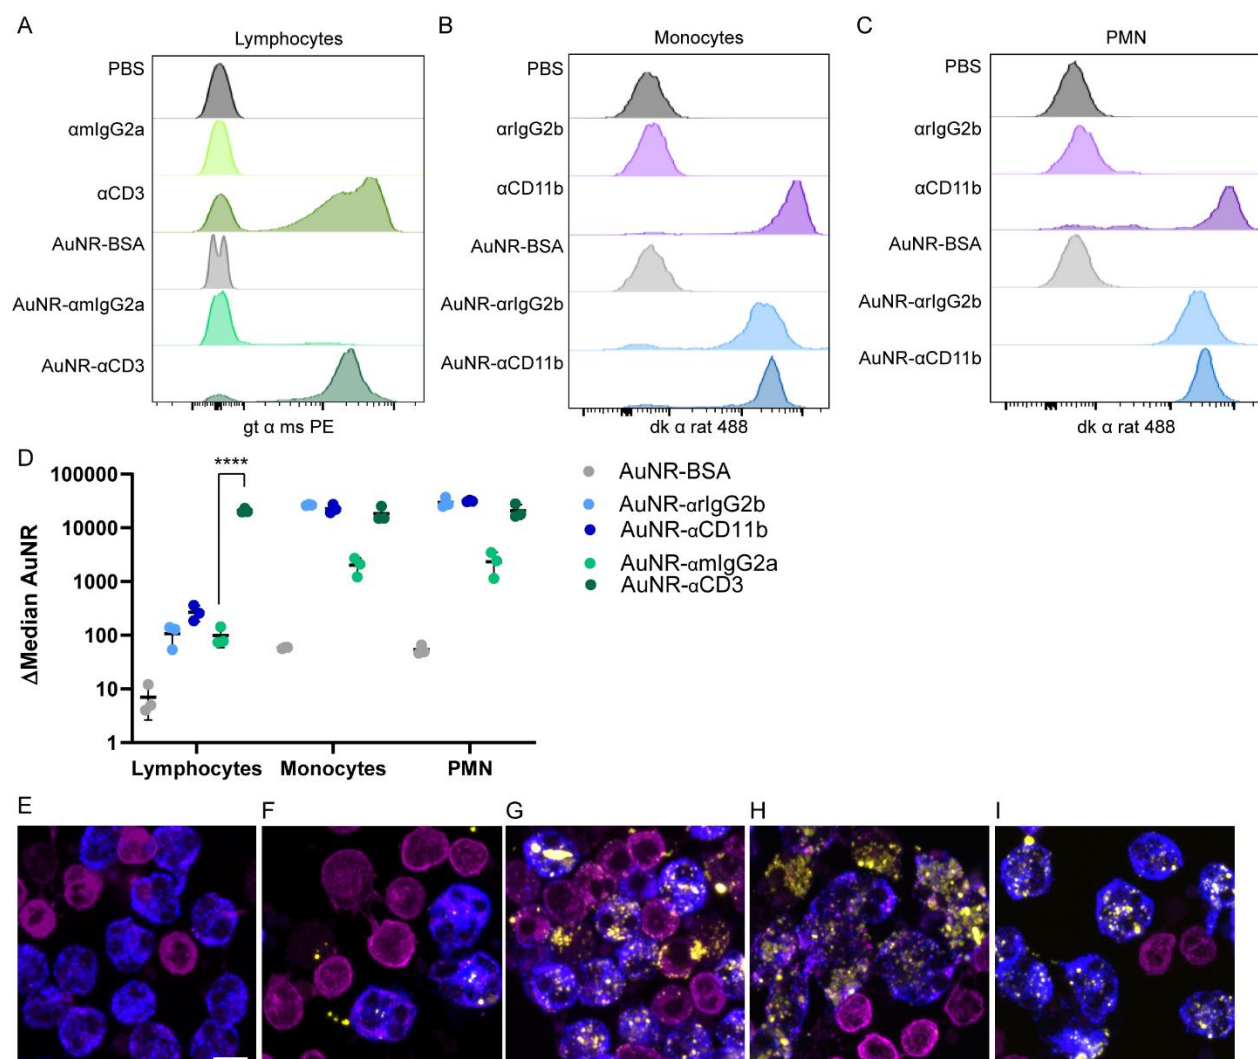 A
Lymphocytes
PBS
αmIgG2a
αCD3
AuNR-BSA
AuNR-αmIgG2a
AuNR-αCD3
gt α ms PE
B
Monocytes
PBS
αrIgG2b
αCD11b
AuNR-BSA
AuNR-αrIgG2b
AuNR-αCD11b
dk α rat 488
C
PMN
PBS
αrIgG2b
αCD11b
AuNR-BSA
AuNR-αrIgG2b
AuNR-αCD11b
dk α rat 488
D
ΔMedian AuNR
100000
10000
1000
100
10
1
****
Lymphocytes
Monocytes
PMN
AuNR-BSA
AuNR-αrIgG2b
AuNR-αCD11b
AuNR-αmIgG2a
AuNR-αCD3
E
F
G
H
I